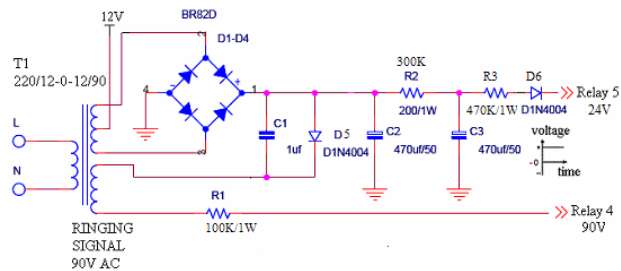 BR82D
D1-D4
12V
T1
220/12-0-12/90
L
N
2
4
-
+
1
3
C1
1uf
D5
D1N4004
300K
R2
200/1W
C2
470uf/50
R3
470K/1W
C3
470uf/50
D6
D1N4004
Relay 5
24V
voltage
+
-0
-
time
R1
100K/1W
Relay 4
90V
RINGING
SIGNAL
90V AC